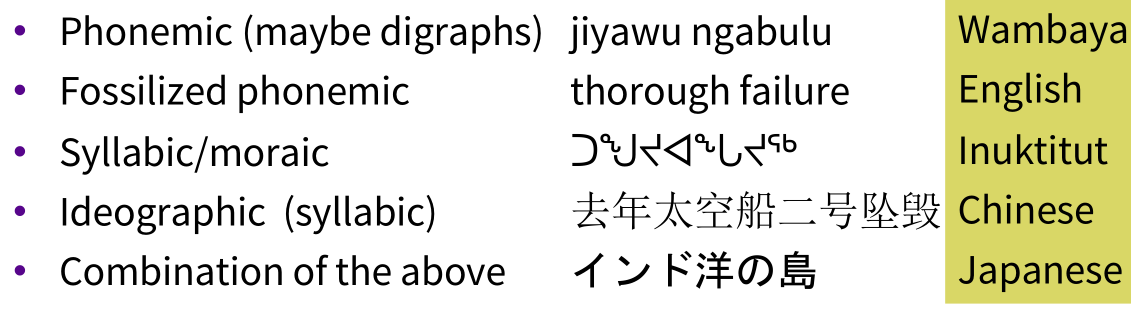 • Phonemic (maybe digraphs) jiyawu ngabulu Wambaya
• Fossilized phonemic thorough failure English
• Syllabic/moraic ᑐᖑᔪᐊᖓᔪᖅ Inuktitut
• Ideographic (syllabic) 去年太空船二号坠毁 Chinese
• Combination of the above インド洋の島 Japanese